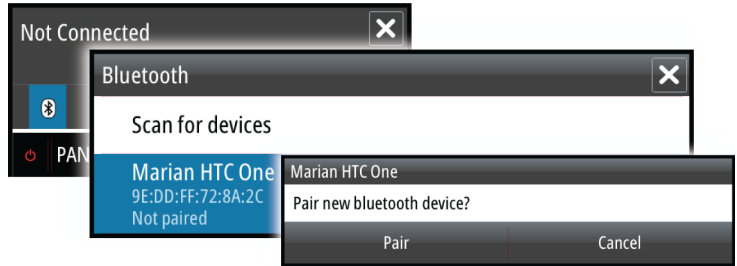 Not Connected
Bluetooth
Scan for devices
PAN
Marian HTC One
9E:DD:FF:72:8A:2C
Not paired
Marian HTC One
Pair new bluetooth device?
Pair Cancel